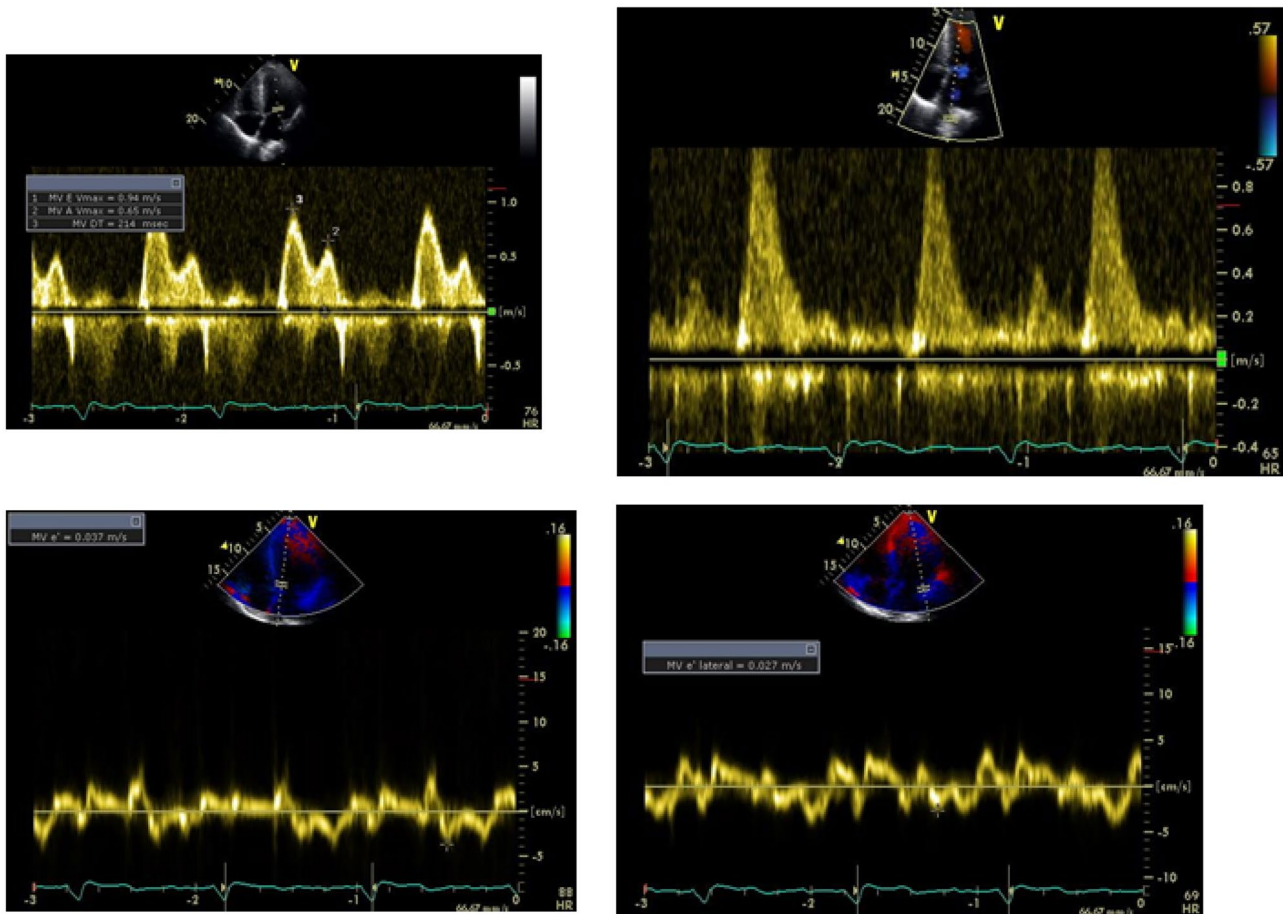 V
10
20
1 MV E Vmax = 0.94 m/s
2 MV A Vmax = 0.65 m/s
3 MV DT = 214 msec
3
2
1.0
0.5
[m/s]
-0.5
-3
-2
-1
0
66.67 mm/s
76
HR
V
5
10
15
20
.57
-.57
0.8
0.6
0.4
0.2
[m/s]
-0.2
-0.4
-3
-2
-1
0
66.67 mm/s
65
HR
MV e' = 0.037 m/s
V
5
10
15
.16
-.16
20
15
10
5
[cm/s]
-5
-3
-2
-1
0
66.67 mm/s
88
HR
V
5
10
15
.16
-.16
MV e' lateral = 0.027 m/s
15
5
[cm/s]
-5
-10
-3
-2
-1
0
66.67 mm/s
69
HR